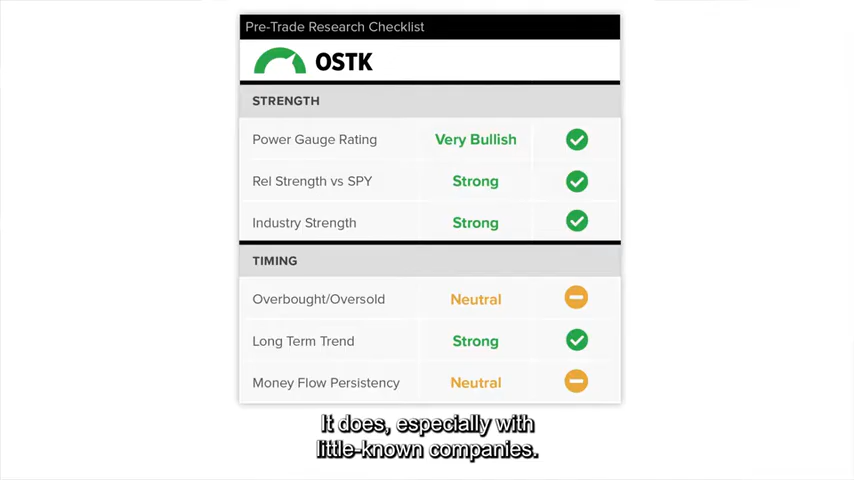 Pre-Trade Research Checklist
OSTK
STRENGTH
Power Gauge Rating Very Bullish
Rel Strength vs SPY Strong
Industry Strength Strong
TIMING
Overbought/Oversold Neutral
Long Term Trend Strong
Money Flow Persistency Neutral
It does, especially with
little-known companies.